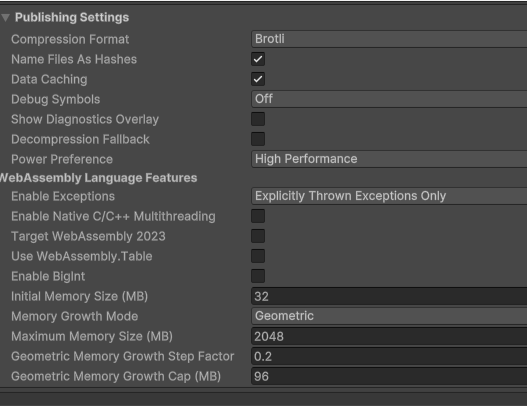 Publishing Settings
Compression Format Brotli
Name Files As Hashes
Data Caching
Debug Symbols Off
Show Diagnostics Overlay
Decompression Fallback
Power Preference High Performance
WebAssembly Language Features
Enable Exceptions Explicitly Thrown Exceptions Only
Enable Native C/C++ Multithreading
Target WebAssembly 2023
Use WebAssembly.Table
Enable BigInt
Initial Memory Size (MB) 32
Memory Growth Mode Geometric
Maximum Memory Size (MB) 2048
Geometric Memory Growth Step Factor 0.2
Geometric Memory Growth Cap (MB) 96